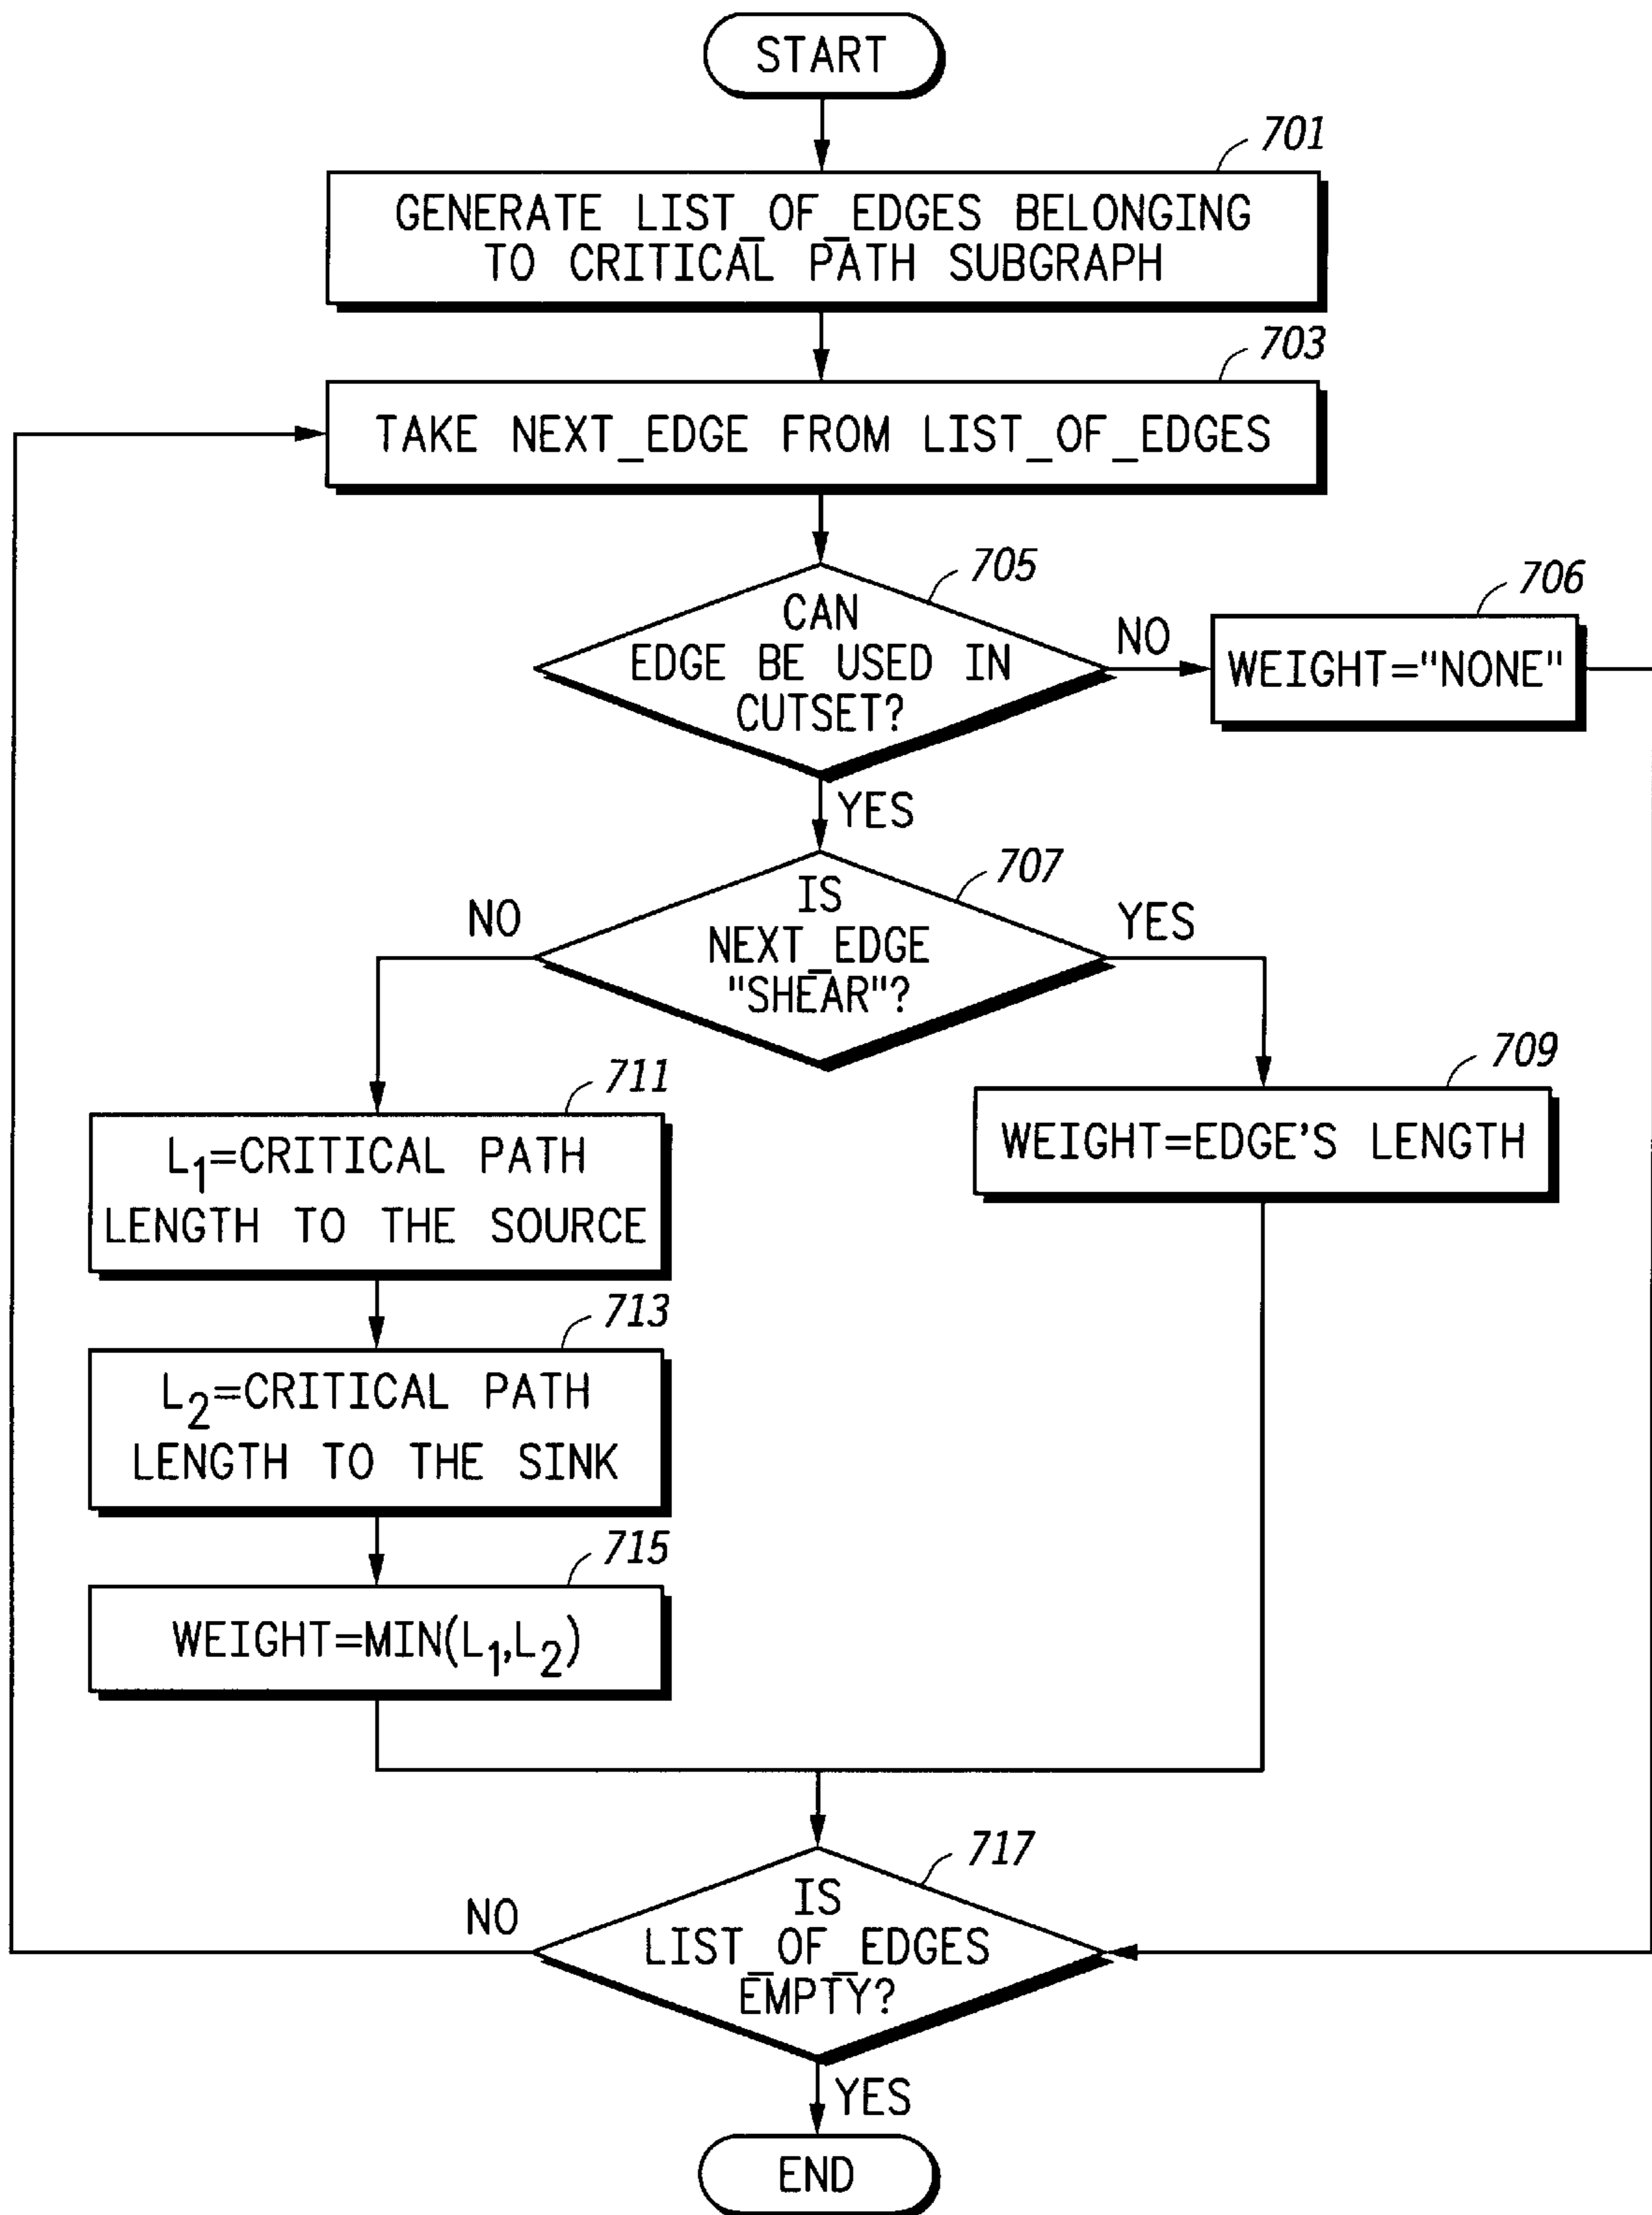 START
701
GENERATE LIST_OF_EDGES BELONGING
TO CRITICAL PATH SUBGRAPH
703
TAKE NEXT_EDGE FROM LIST_OF_EDGES
705
CAN
EDGE BE USED IN
CUTSET?
NO
706
WEIGHT="NONE"
YES
707
IS
NEXT_EDGE
"SHEAR"?
NO
YES
709
WEIGHT=EDGE'S LENGTH
711
L1=CRITICAL PATH
LENGTH TO THE SOURCE
713
L2=CRITICAL PATH
LENGTH TO THE SINK
715
WEIGHT=MIN(L1,L2)
717
IS
LIST_OF_EDGES
EMPTY?
NO
YES
END